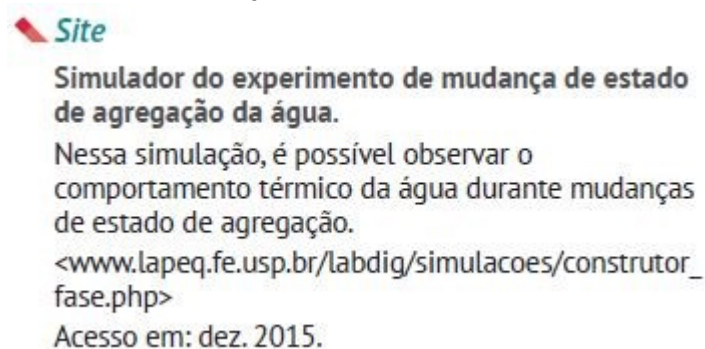 Site
Simulador do experimento de mudança de estado
de agregação da água.
Nessa simulação, é possível observar o
comportamento térmico da água durante mudanças
de estado de agregação.
<www.lapeq.fe.usp.br/labdig/simulacoes/construtor_
fase.php>
Acesso em: dez. 2015.